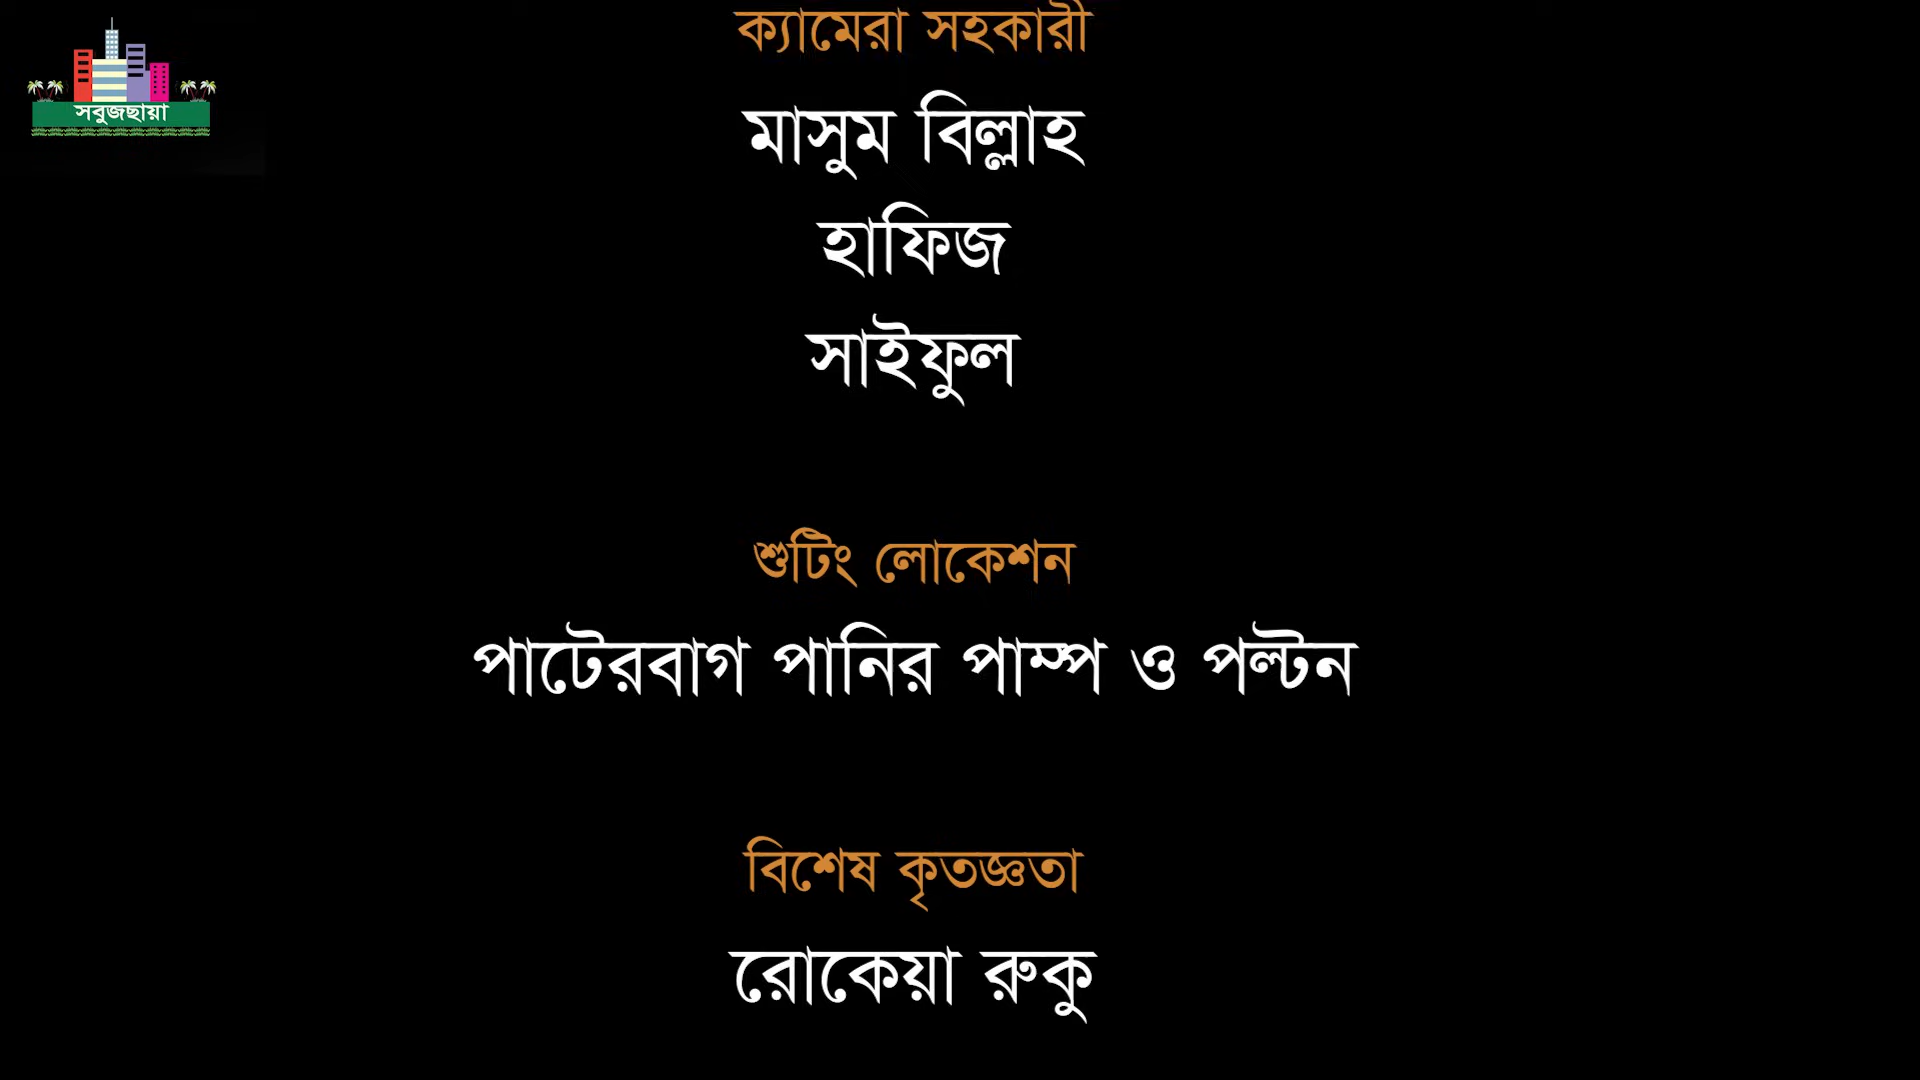 সবুজছায়া
ক্যামেরা সহকারী
মাসুম বিল্লাহ
হাফিজ
সাইফুল
শুটিং লোকেশন
পাটেরবাগ পানির পাম্প ও পল্টন
বিশেষ কৃতজ্ঞতা
রোকেয়া রুকু